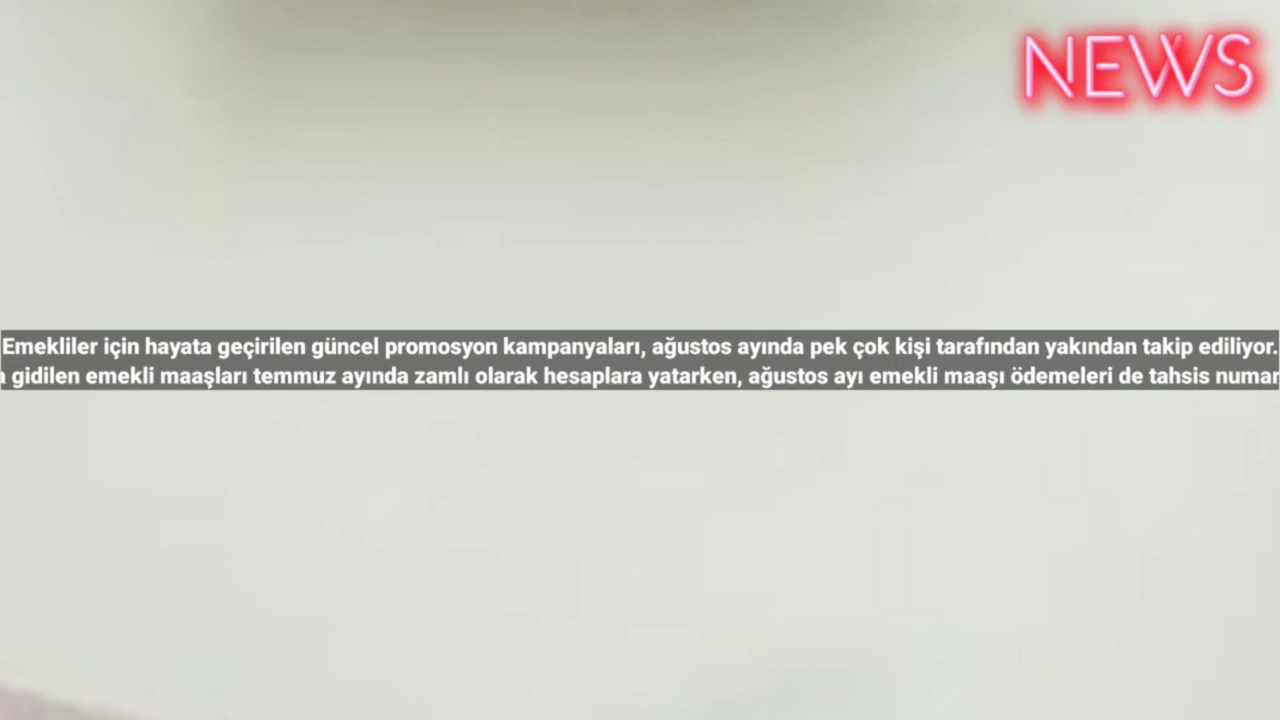 NEWS
Emekliler için hayata geçirilen güncel promosyon kampanyaları, ağustos ayında pek çok kişi tarafından yakından takip ediliyor.
gidilen emekli maaşları temmuz ayında zamlı olarak hesaplara yatarken, ağustos ayı emekli maaşı ödemeleri de tahsis numar